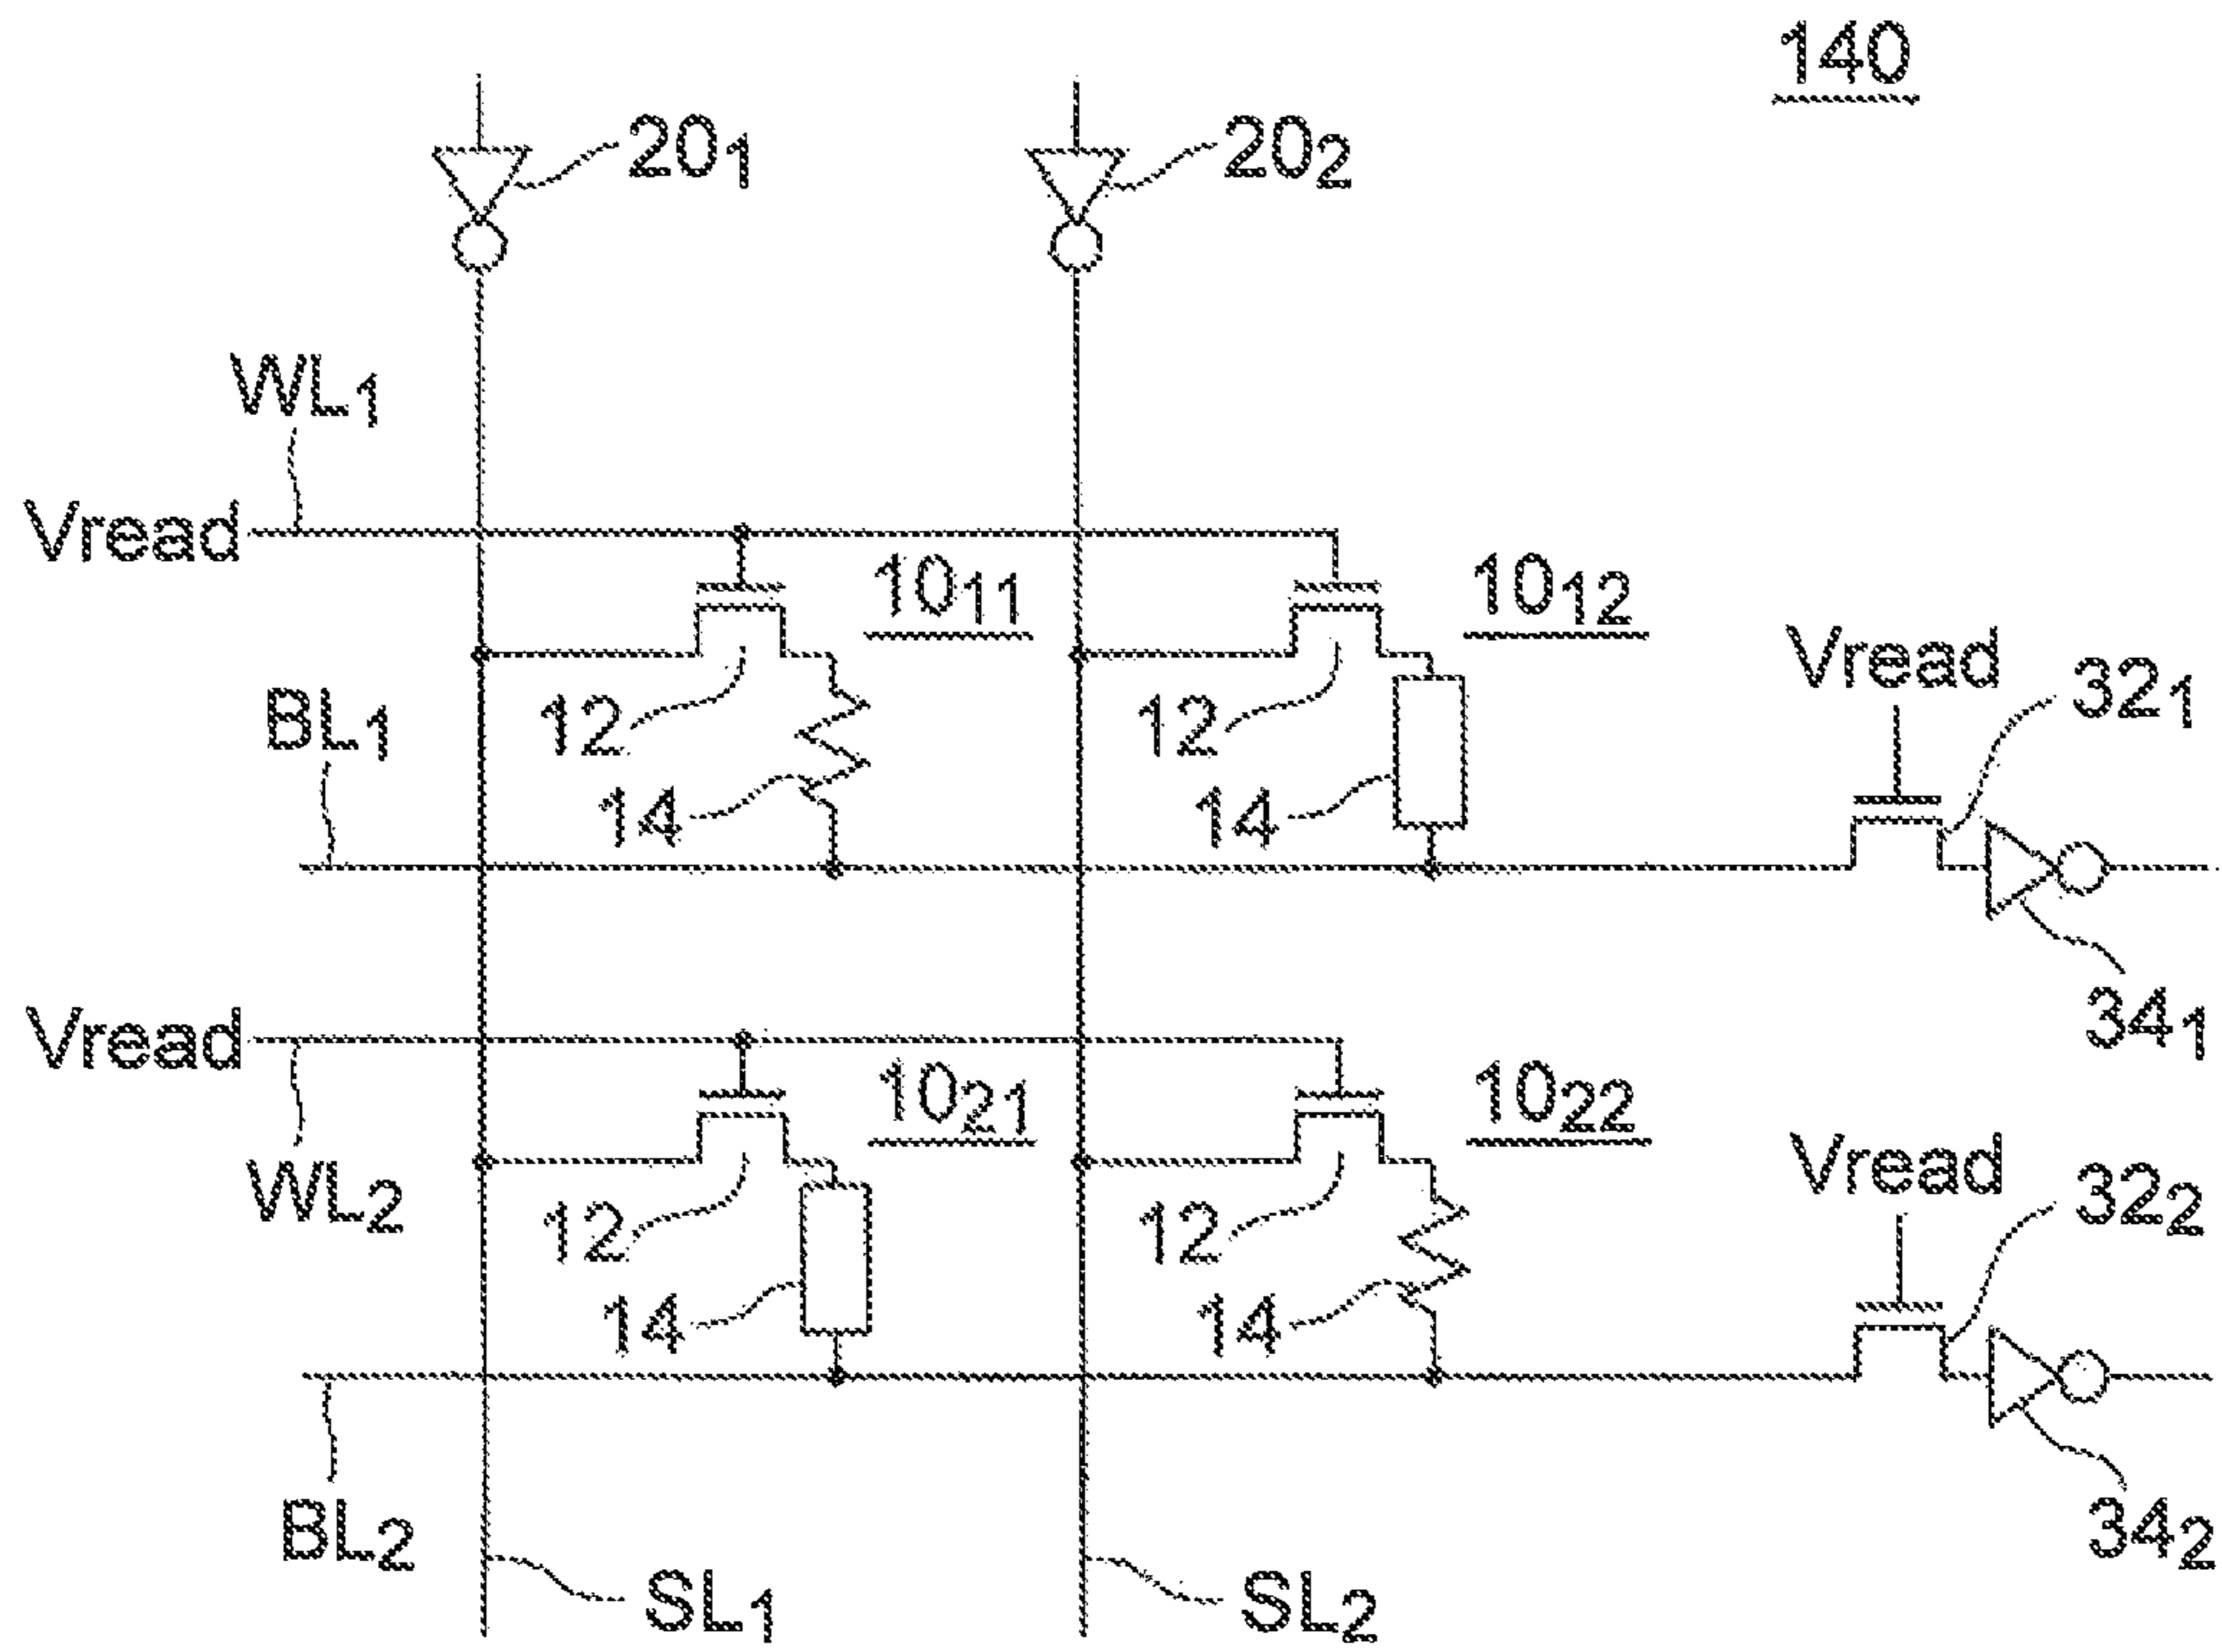 140
20₁
20₂
WL₁
Vread
10₁₁
10₁₂
Vread
32₁
BL₁
12
12
14
14
34₁
Vread
10₂₁
10₂₂
Vread
WL₂
32₂
12
12
14
14
BL₂
34₂
SL₁
SL₂